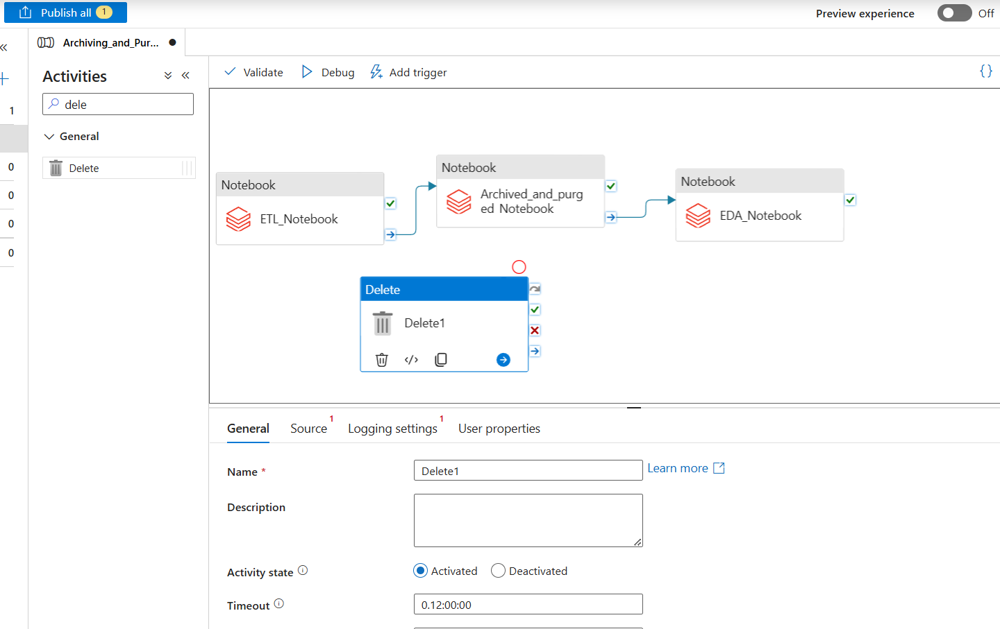 Publish all 1
Preview experience
Off
Archiving_and_Pur...
Activities
dele
General
Delete
1
0
0
0
0
Validate
Debug
Add trigger
{}
Notebook
ETL_Notebook
Notebook
Archived_and_purg
ed Notebook
Notebook
EDA_Notebook
Delete
Delete1
General
Source 1
Logging settings 1
User properties
Name *
Delete1
Learn more
Description
Activity state
Activated
Deactivated
Timeout
0.12:00:00